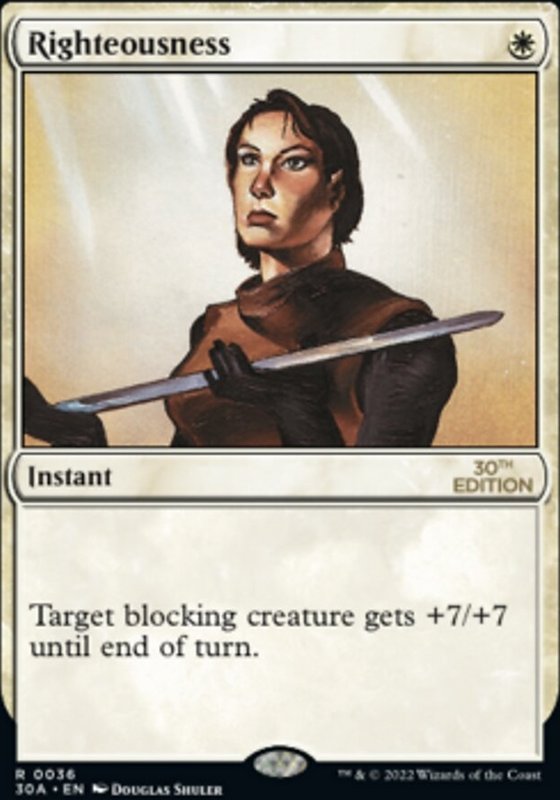 Righteousness
Instant
30TH
EDITION
Target blocking creature gets +7/+7
until end of turn.
R 0036
30A • EN Douglas Shuler
™ & © 2022 Wizards of the Coast